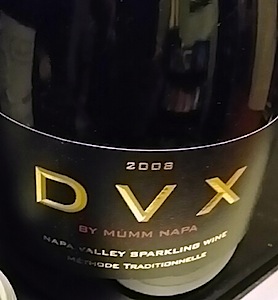 2008
DVX
BY MUMM NAPA
NAPA VALLEY SPARKLING WINE
MÉTHODE TRADITIONNELLE